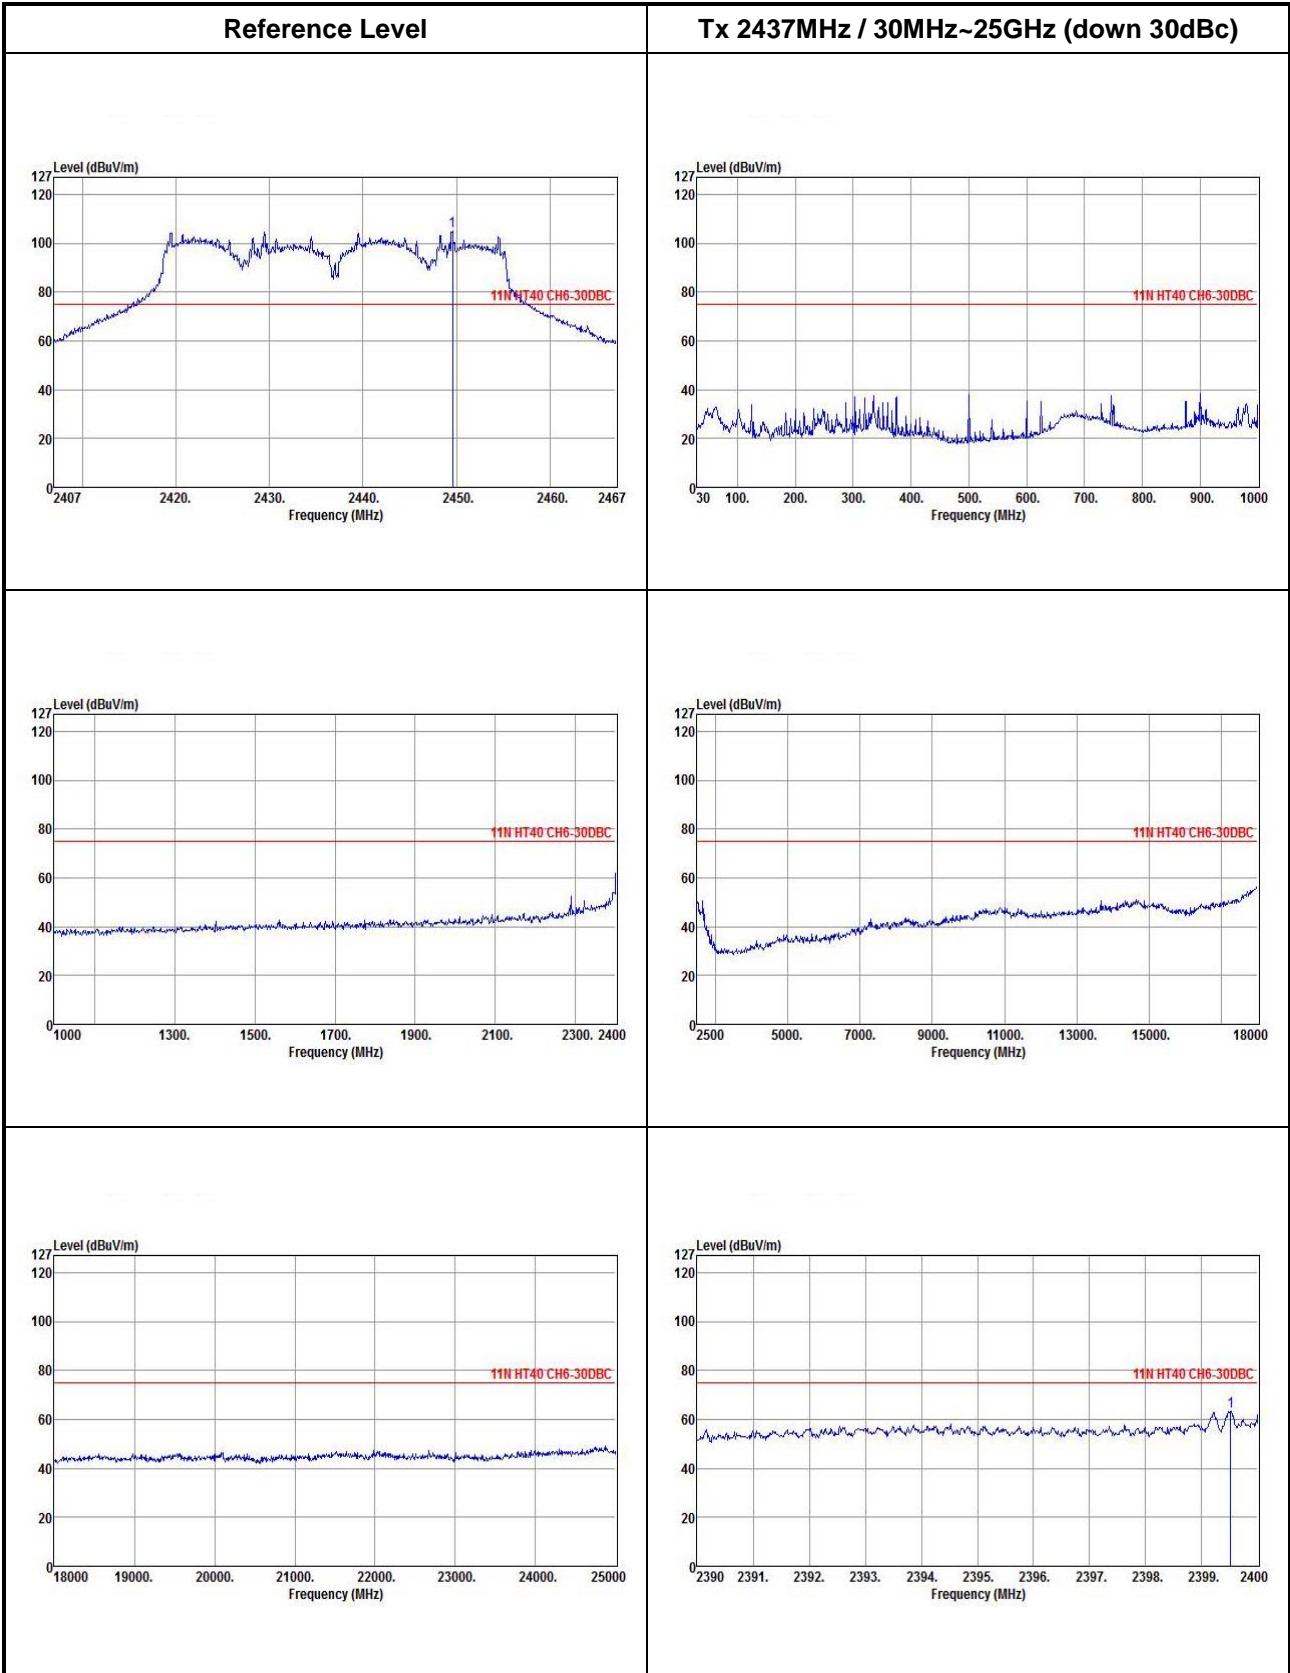 Reference Level
Tx 2437MHz / 30MHz~25GHz (down 30dBc)
Level (dBuV/m)
127
120
100
80
60
40
20
0
1
11N HT40 CH6-30DBC
2407 2420. 2430. 2440. 2450. 2460. 2467
Frequency (MHz)
Level (dBuV/m)
127
120
100
80
60
40
20
0
11N HT40 CH6-30DBC
30 100. 200. 300. 400. 500. 600. 700. 800. 900. 1000
Frequency (MHz)
Level (dBuV/m)
127
120
100
80
60
40
20
0
11N HT40 CH6-30DBC
1000 1300. 1500. 1700. 1900. 2100. 2300. 2400
Frequency (MHz)
Level (dBuV/m)
127
120
100
80
60
40
20
0
11N HT40 CH6-30DBC
2500 5000. 7000. 9000. 11000. 13000. 15000. 18000
Frequency (MHz)
Level (dBuV/m)
127
120
100
80
60
40
20
0
11N HT40 CH6-30DBC
18000 19000. 20000. 21000. 22000. 23000. 24000. 25000
Frequency (MHz)
Level (dBuV/m)
127
120
100
80
60
40
20
0
11N HT40 CH6-30DBC
1
2390 2391. 2392. 2393. 2394. 2395. 2396. 2397. 2398. 2399. 2400
Frequency (MHz)